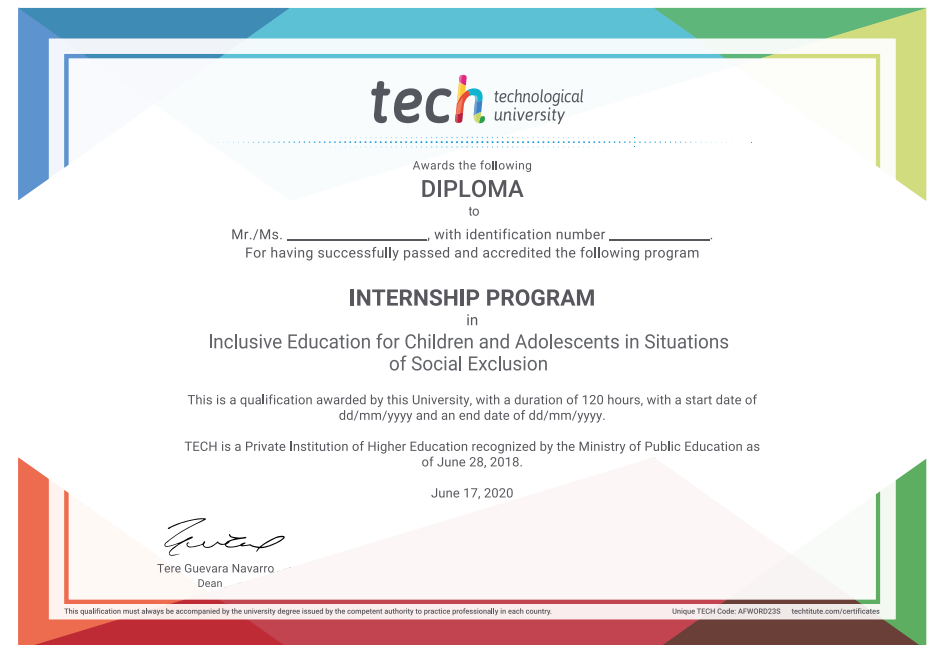 tech technological
university
Awards the following
DIPLOMA
to
Mr./Ms. ____________________, with identification number ______________.
For having successfully passed and accredited the following program
INTERNSHIP PROGRAM
in
Inclusive Education for Children and Adolescents in Situations
of Social Exclusion
This is a qualification awarded by this University, with a duration of 120 hours, with a start date of
dd/mm/yyyy and an end date of dd/mm/yyyy.
TECH is a Private Institution of Higher Education recognized by the Ministry of Public Education as
of June 28, 2018.
June 17, 2020
Tere Guevara Navarro
Dean
This qualification must always be accompanied by the university degree issued by the competent authority to practice professionally in each country. Unique TECH Code: AFWORD23S techtitute.com/certificates